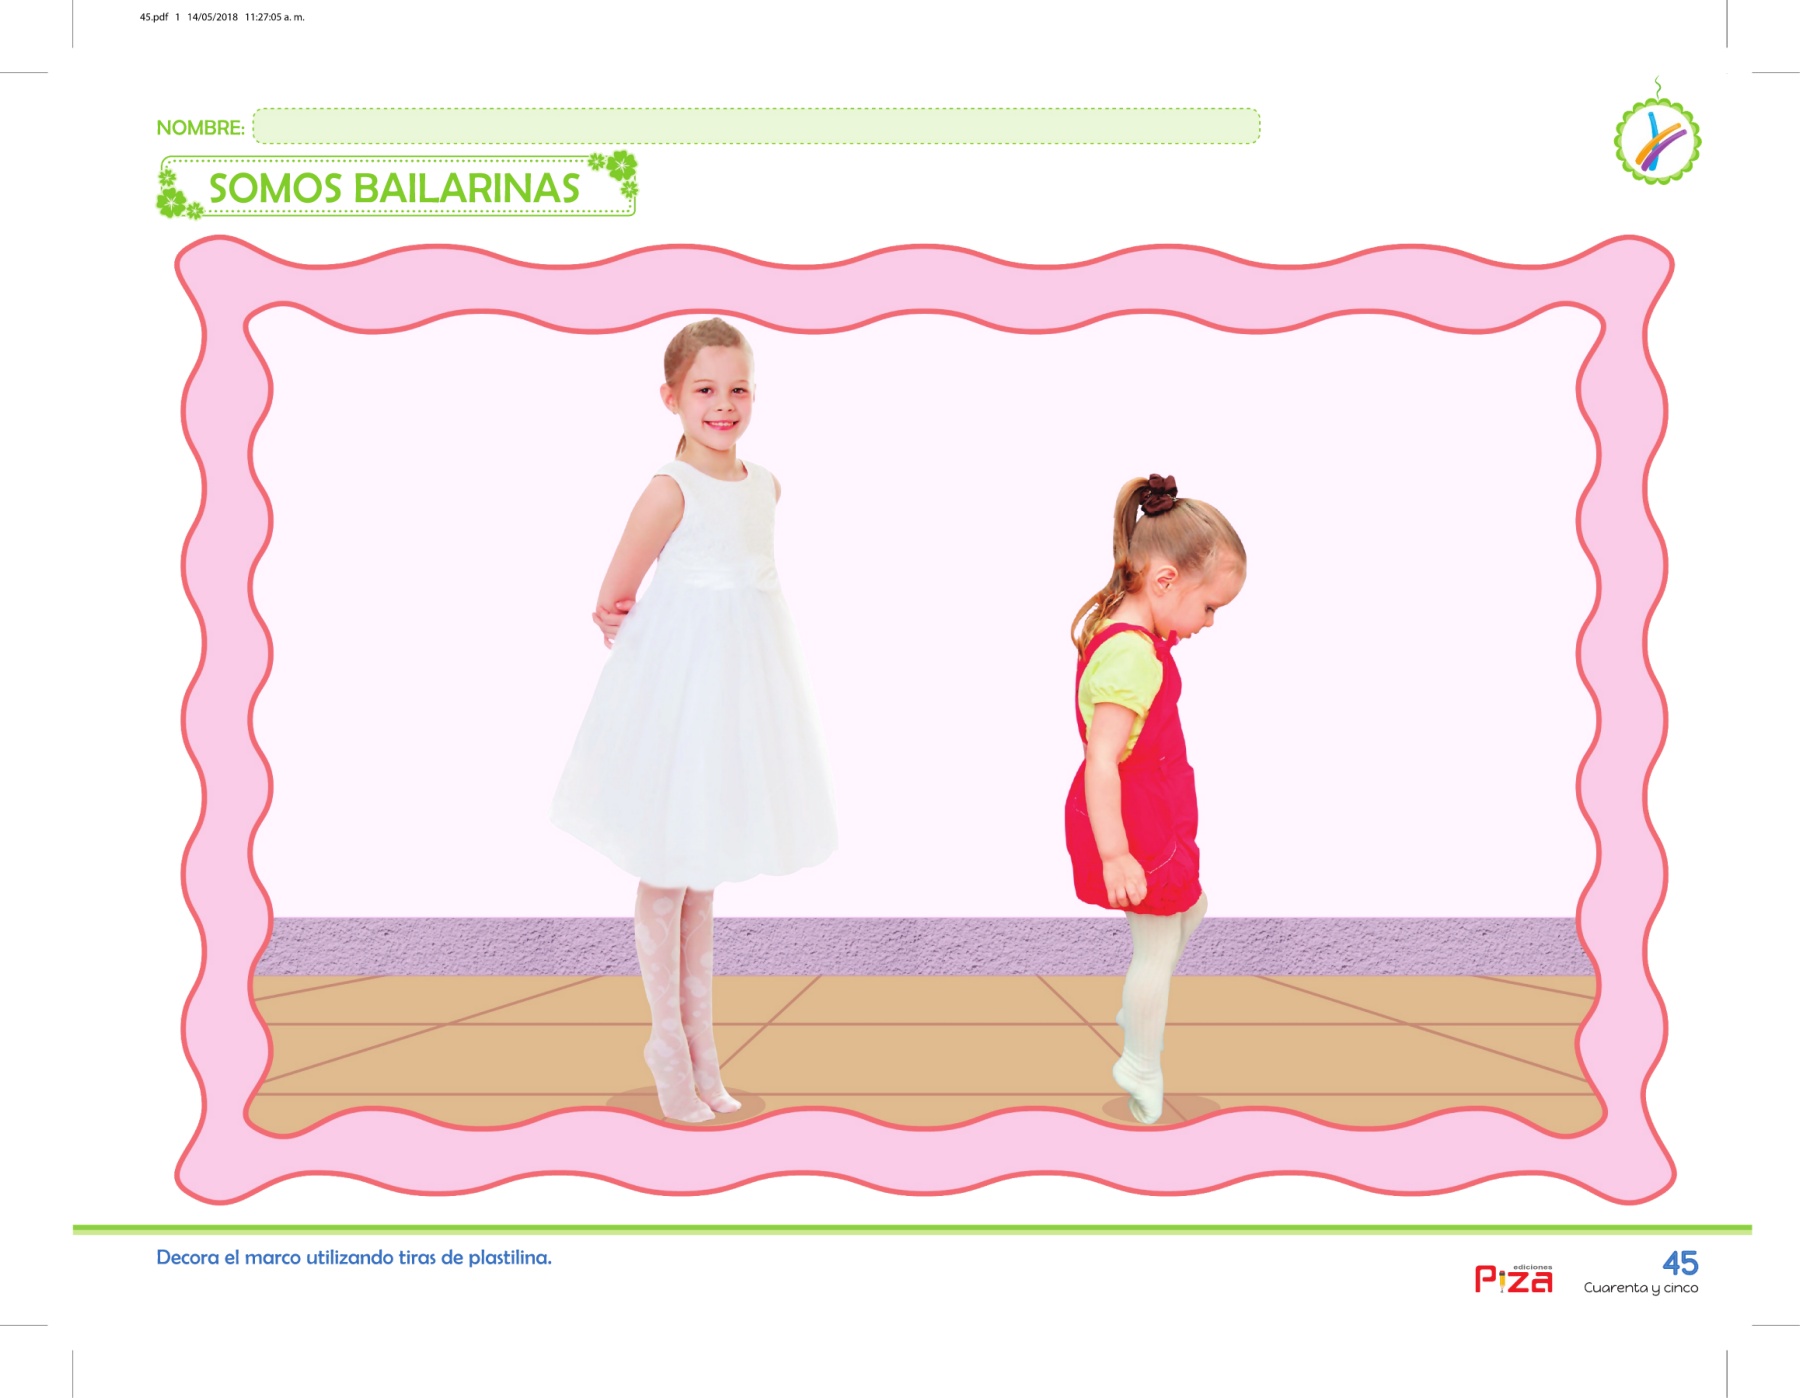 45.pdf 1 14/05/2018 11:27:05 a. m.
NOMBRE:
SOMOS BAILARINAS
Decora el marco utilizando tiras de plastilina.
ediciones
Piza
45
Cuarenta y cinco